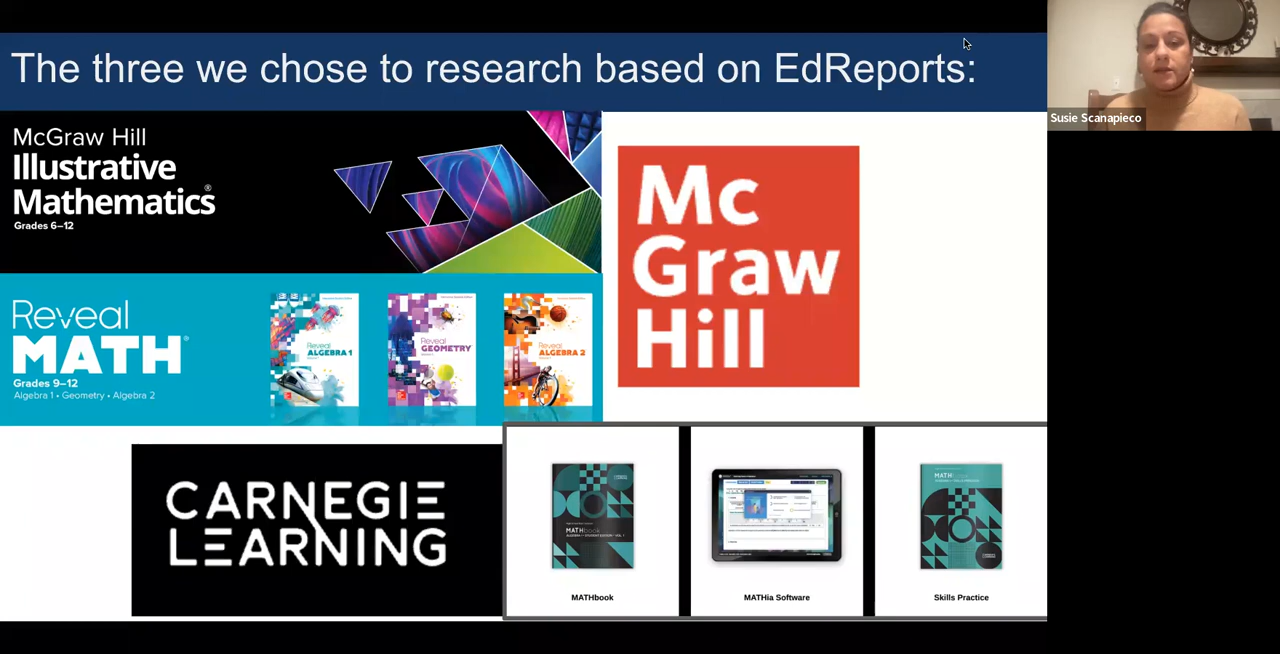 The three we chose to research based on EdReports:
Susie Scanapieco
McGraw Hill
Illustrative
Mathematics®
Grades 6–12
Mc
Graw
Hill
Reveal
MATH®
Grades 9–12
Algebra 1 • Geometry • Algebra 2
Reveal
ALGEBRA 1
Reveal
GEOMETRY
Reveal
ALGEBRA 2
CARNEGIE
LEARNING
MATHbook
MATH
MATHbook
MATHia Software
Skills Practice